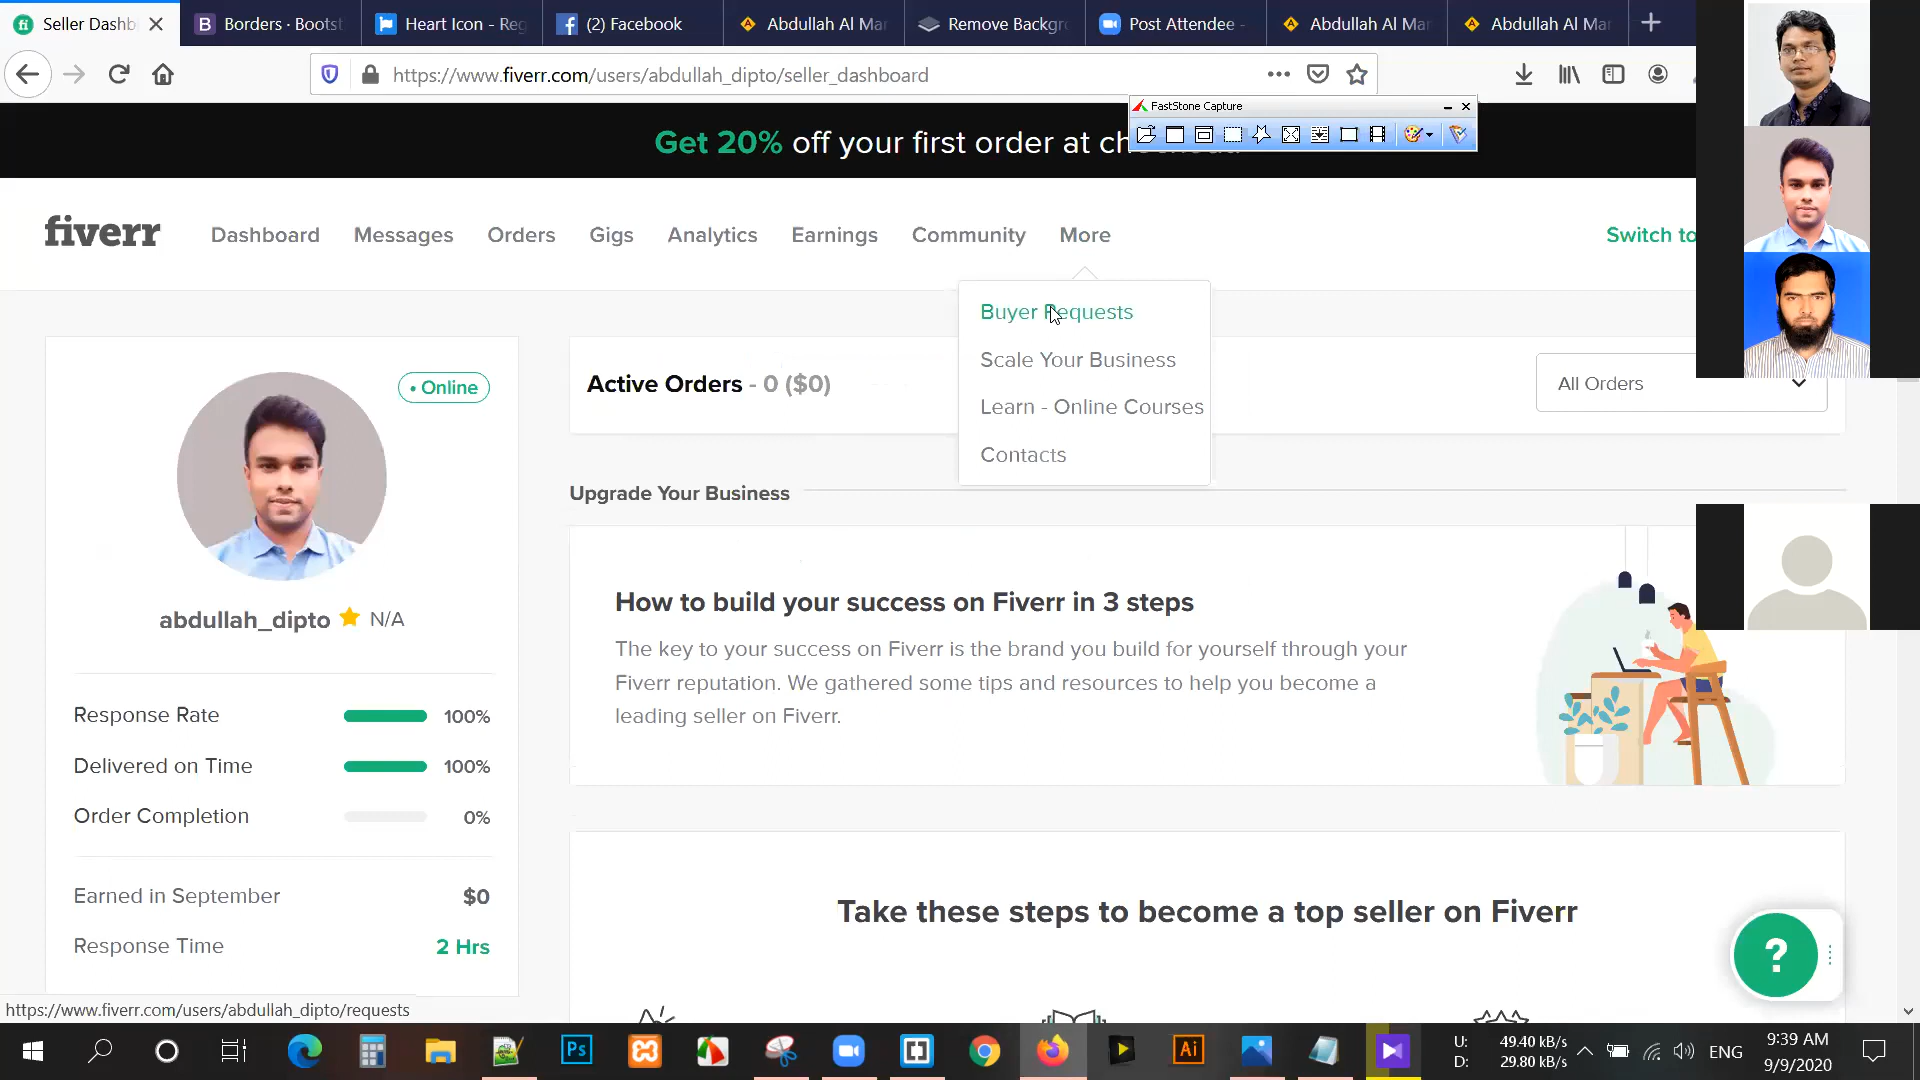 Seller Dashb
Borders · Bootst
Heart Icon - Reg
(2) Facebook
Abdullah Al Mar
Remove Backgro
Post Attendee -
Abdullah Al Mar
Abdullah Al Mar
https://www.fiverr.com/users/abdullah_dipto/seller_dashboard
FastStone Capture
Get 20% off your first order at checkout.
fiverr
Dashboard
Messages
Orders
Gigs
Analytics
Earnings
Community
More
Switch to
Buyer Requests
Scale Your Business
Learn - Online Courses
Contacts
• Online
Active Orders - 0 ($0)
All Orders
Upgrade Your Business
abdullah_dipto N/A
How to build your success on Fiverr in 3 steps
The key to your success on Fiverr is the brand you build for yourself through your
Fiverr reputation. We gathered some tips and resources to help you become a
leading seller on Fiverr.
Response Rate 100%
Delivered on Time 100%
Order Completion 0%
Earned in September $0
Response Time 2 Hrs
Take these steps to become a top seller on Fiverr
?
https://www.fiverr.com/users/abdullah_dipto/requests
Ps
Ai
U: 49.40 kB/s
D: 29.80 kB/s
ENG
9:39 AM
9/9/2020